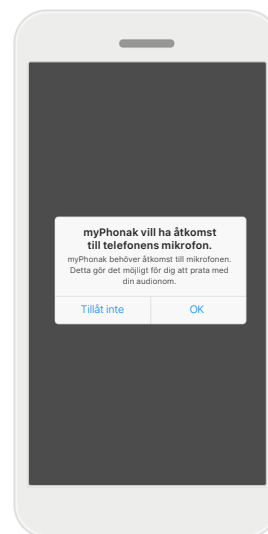 myPhonak vill ha åtkomst
till telefonens mikrofon.
myPhonak behöver åtkomst till mikrofonen.
Detta gör det möjligt för dig att prata med
din audionom.
Tillåt inte
OK